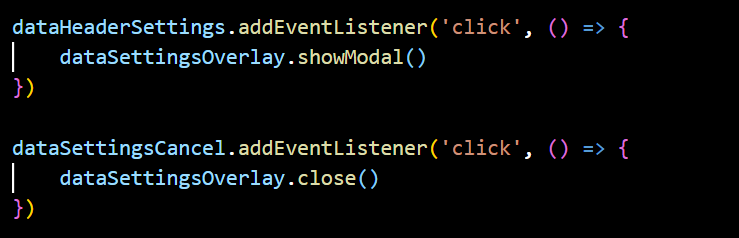 dataHeaderSettings.addEventListener('click', () => {
    dataSettingsOverlay.showModal()
})

dataSettingsCancel.addEventListener('click', () => {
    dataSettingsOverlay.close()
})